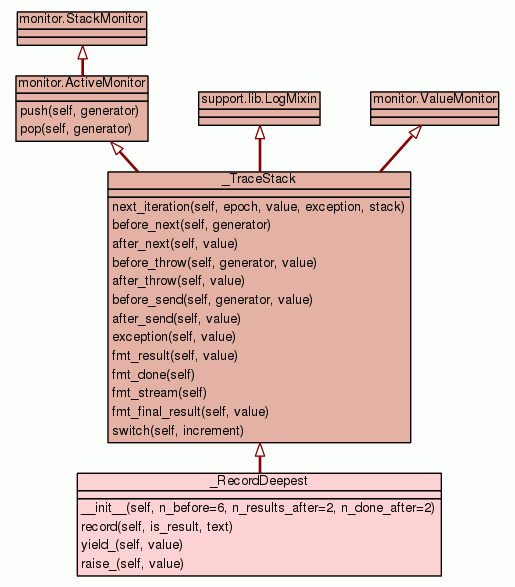 monitor.StackMonitor
monitor.ActiveMonitor
push(self, generator)
pop(self, generator)
support.lib.LogMixin
monitor.ValueMonitor
_TraceStack
next_iteration(self, epoch, value, exception, stack)
before_next(self, generator)
after_next(self, value)
before_throw(self, generator, value)
after_throw(self, value)
before_send(self, generator, value)
after_send(self, value)
exception(self, value)
fmt_result(self, value)
fmt_done(self)
fmt_stream(self)
fmt_final_result(self, value)
switch(self, increment)
_RecordDeepest
__init__(self, n_before=6, n_results_after=2, n_done_after=2)
record(self, is_result, text)
yield_(self, value)
raise_(self, value)